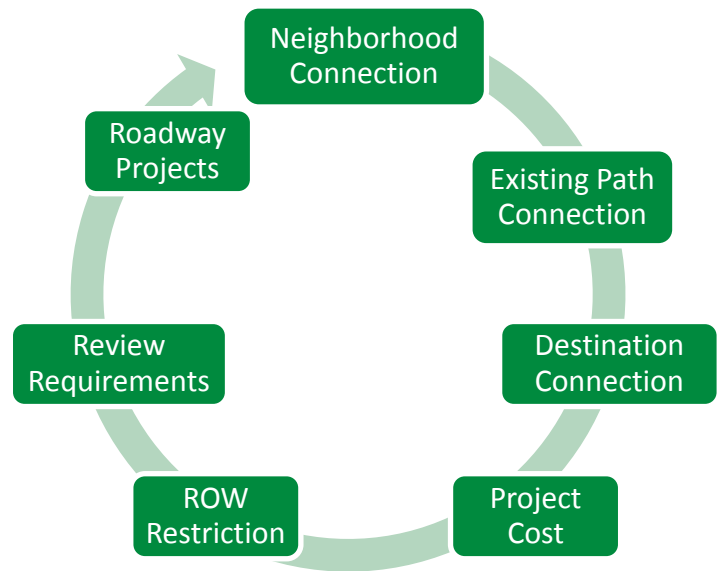 Neighborhood
Connection
Existing Path
Connection
Destination
Connection
Project
Cost
ROW
Restriction
Review
Requirements
Roadway
Projects